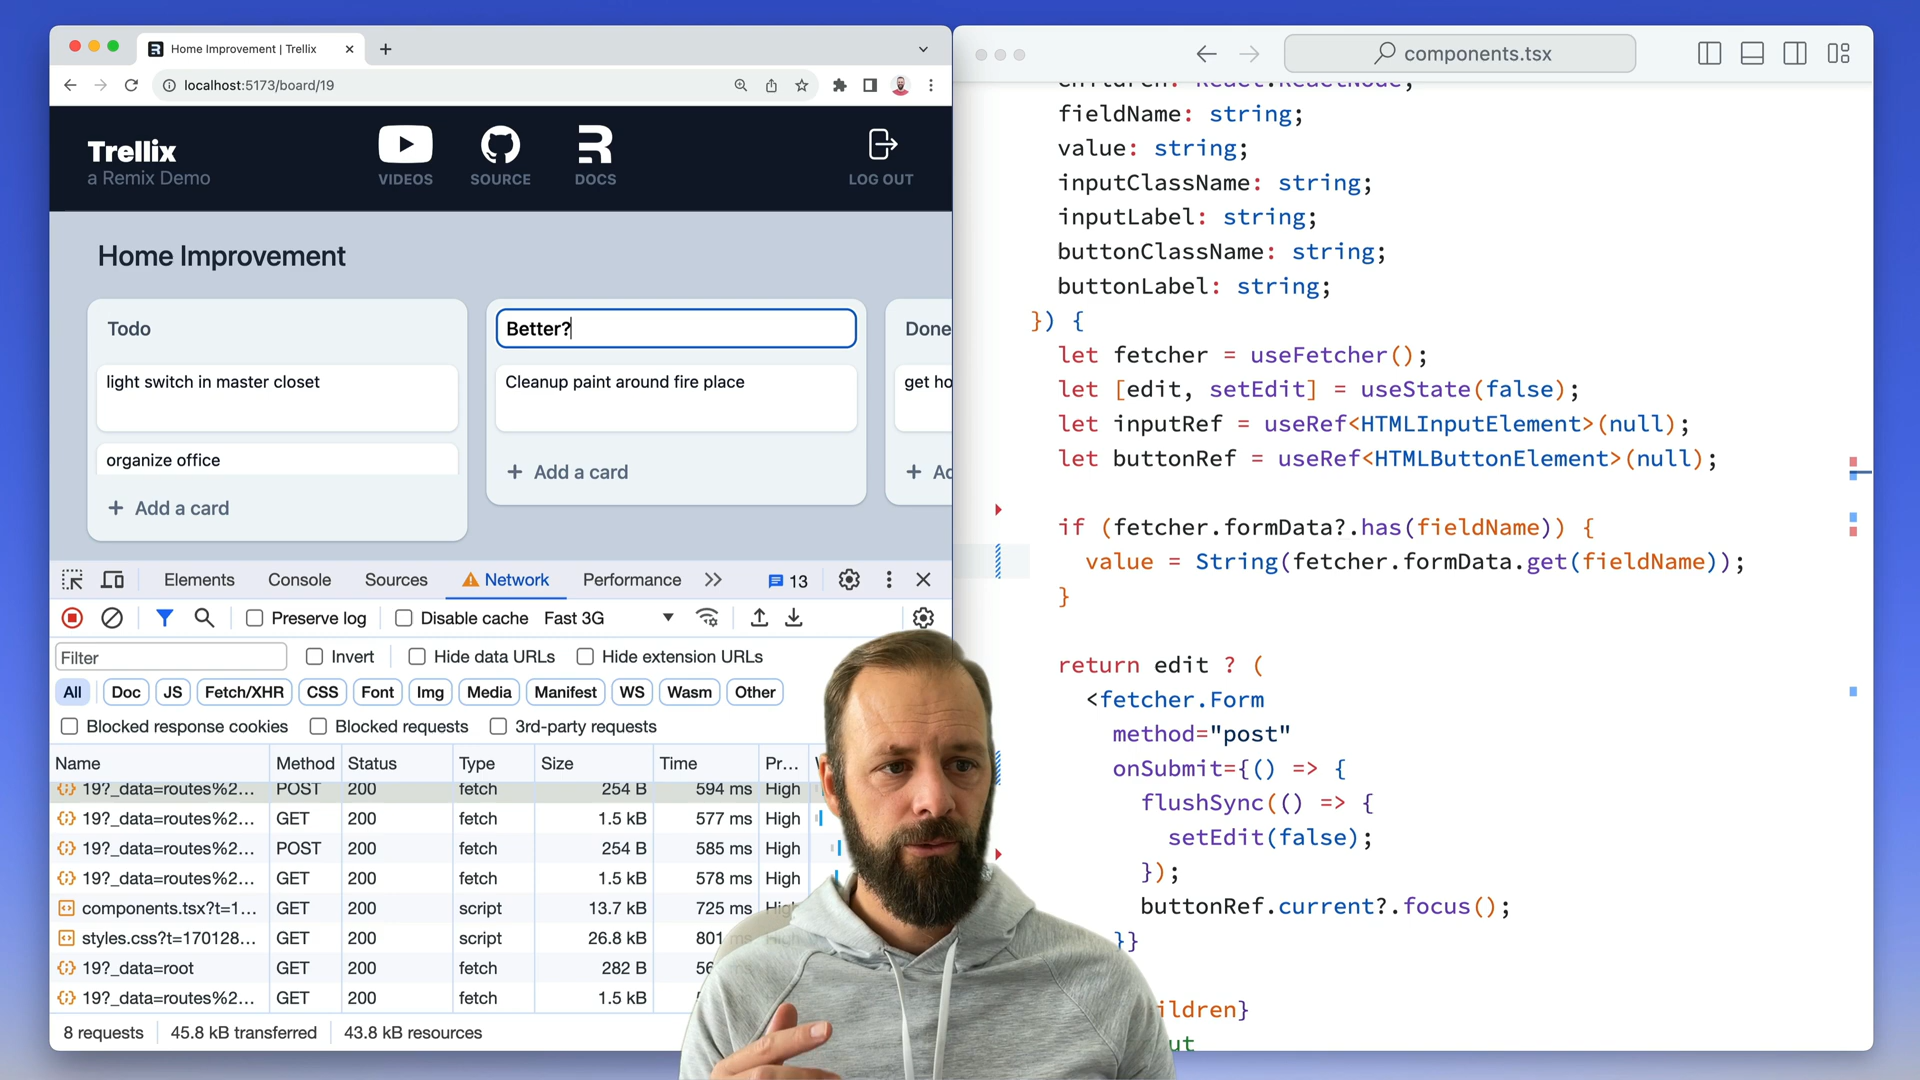 Home Improvement | Trellix
localhost:5173/board/19
Trellix
a Remix Demo
VIDEOS
SOURCE
DOCS
LOG OUT
Home Improvement
Todo
light switch in master closet
organize office
+ Add a card
Better?
Cleanup paint around fire place
+ Add a card
Done
get ho
+ Ad
Elements Console Sources Network Performance 13
Preserve log Disable cache Fast 3G
Filter Invert Hide data URLs Hide extension URLs
All Doc JS Fetch/XHR CSS Font Img Media Manifest WS Wasm Other
Blocked response cookies Blocked requests 3rd-party requests
Name Method Status Type Size Time Pr...
19?_data=routes%2... POST 200 fetch 254 B 594 ms High
19?_data=routes%2... GET 200 fetch 1.5 kB 577 ms High
19?_data=routes%2... POST 200 fetch 254 B 585 ms High
19?_data=routes%2... GET 200 fetch 1.5 kB 578 ms High
components.tsx?t=1... GET 200 script 13.7 kB 725 ms High
styles.css?t=170128... GET 200 script 26.8 kB 801 ms
19?_data=root GET 200 fetch 282 B
19?_data=routes%2... GET 200 fetch 1.5 kB
8 requests 45.8 kB transferred 43.8 kB resources
components.tsx
children: React.ReactNode;
fieldName: string;
value: string;
inputClassName: string;
inputLabel: string;
buttonClassName: string;
buttonLabel: string;
}) {
let fetcher = useFetcher();
let [edit, setEdit] = useState(false);
let inputRef = useRef<HTMLInputElement>(null);
let buttonRef = useRef<HTMLButtonElement>(null);
if (fetcher.formData?.has(fieldName)) {
value = String(fetcher.formData.get(fieldName));
}
return edit ? (
<fetcher.Form
method="post"
onSubmit={() => {
flushSync(() => {
setEdit(false);
});
buttonRef.current?.focus();
}}
ildren}
ut